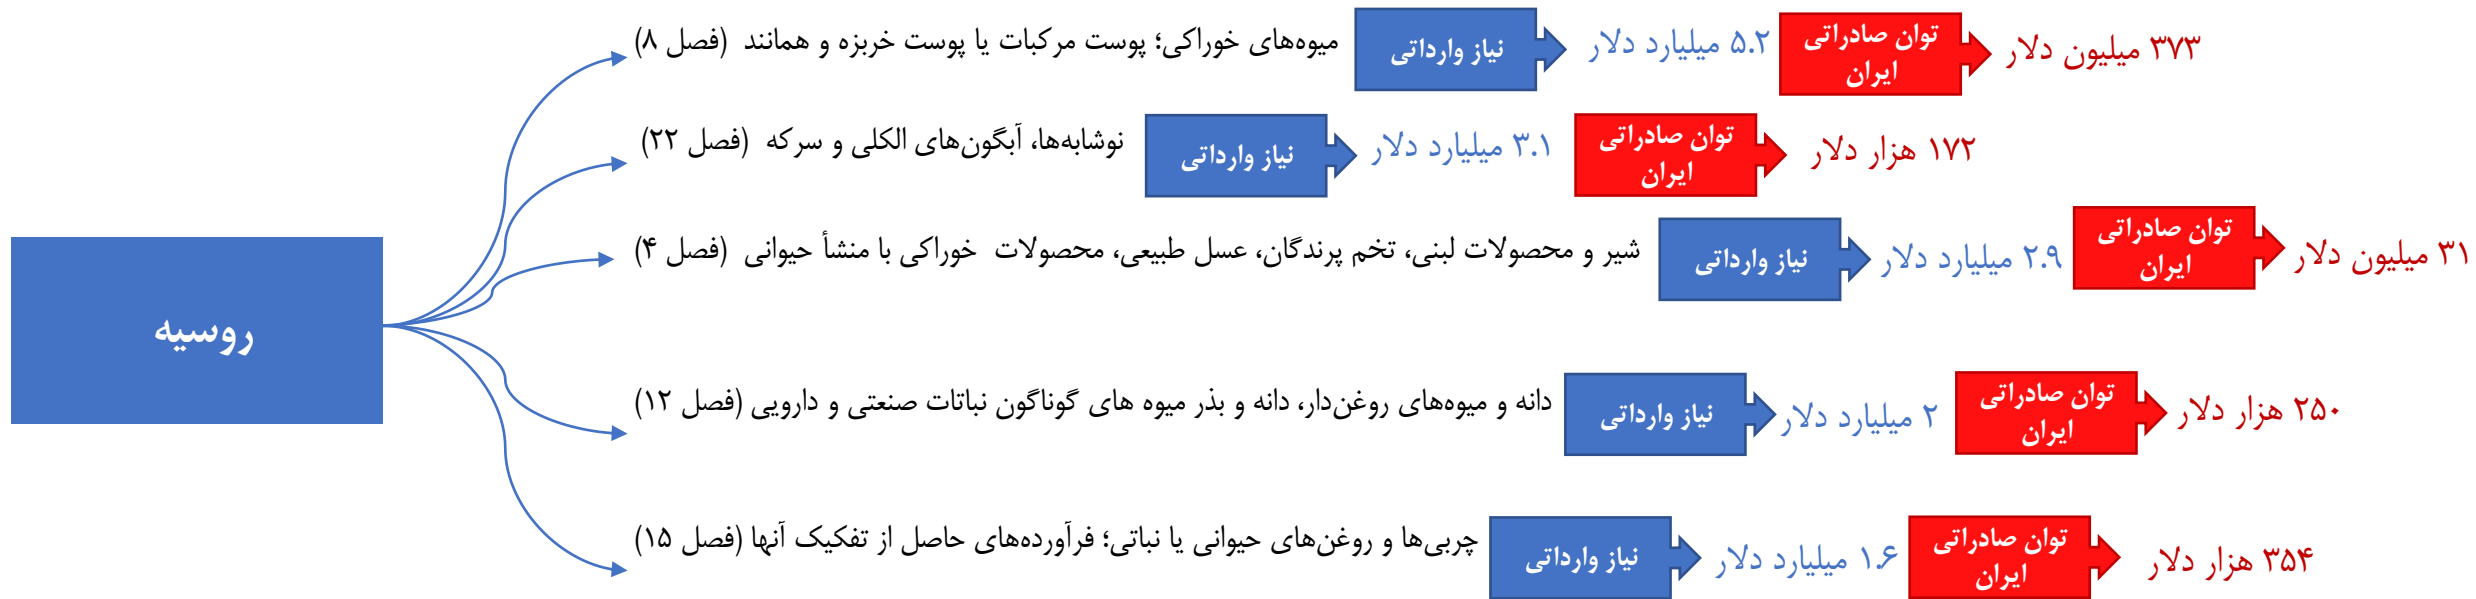 روسیه
میوه‌های خوراکی؛ پوست مرکبات یا پوست خربزه و همانند (فصل ۸)
نیاز وارداتی
۵.۲ میلیارد دلار
توان صادراتی
ایران
۳۷۳ میلیون دلار
نوشابه‌ها، آبگون‌های الکلی و سرکه (فصل ۲۲)
نیاز وارداتی
۳.۱ میلیارد دلار
توان صادراتی
ایران
۱۷۲ هزار دلار
شیر و محصولات لبنی، تخم پرندگان، عسل طبیعی، محصولات خوراکی با منشأ حیوانی (فصل ۴)
نیاز وارداتی
۲.۹ میلیارد دلار
توان صادراتی
ایران
۳۱ میلیون دلار
دانه و میوه‌های روغن‌دار، دانه و بذر میوه های گوناگون نباتات صنعتی و دارویی (فصل ۱۲)
نیاز وارداتی
۲ میلیارد دلار
توان صادراتی
ایران
۲۵۰ هزار دلار
چربی‌ها و روغن‌های حیوانی یا نباتی؛ فرآورده‌های حاصل از تفکیک آنها (فصل ۱۵)
نیاز وارداتی
۱.۶ میلیارد دلار
توان صادراتی
ایران
۳۵۴ هزار دلار